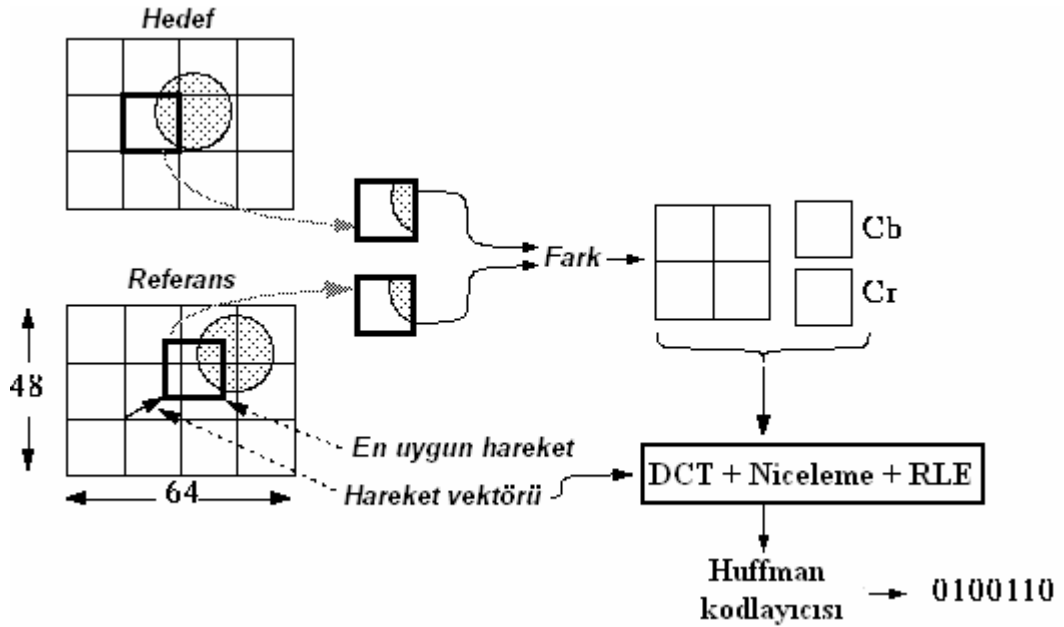 Hedef
Referans
48
64
Fark
Cb
Cr
En uygun hareket
Hareket vektörü
DCT + Niceleme + RLE
Huffman
kodlayıcısı
0100110